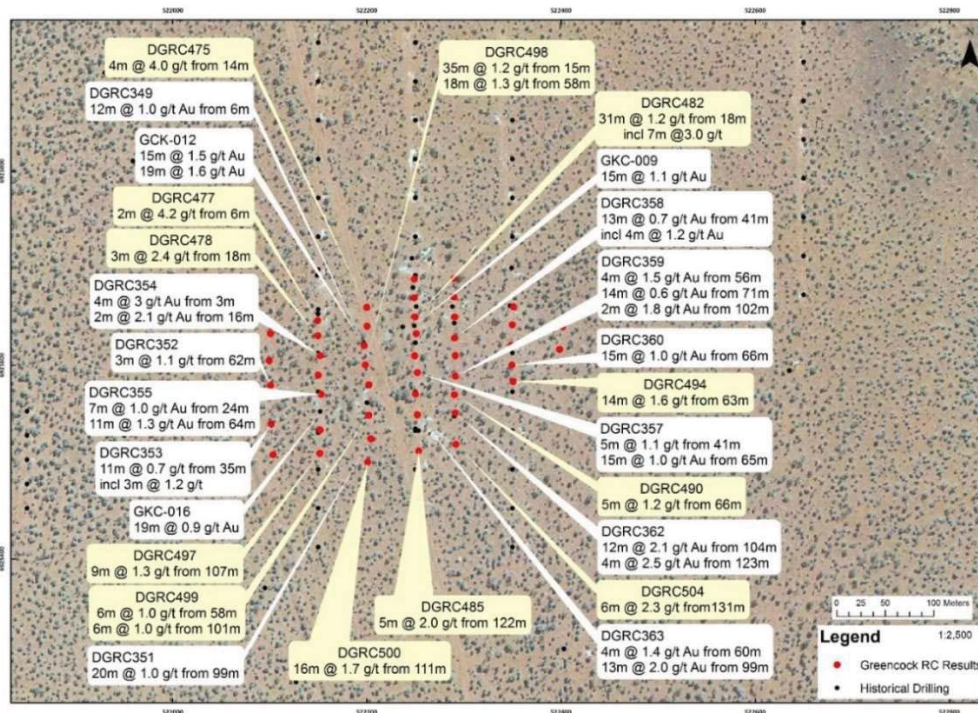 522000
522200
522400
522600
522800
DGRC475
4m @ 4.0 g/t from 14m
DGRC349
12m @ 1.0 g/t Au from 6m
GCK-012
15m @ 1.5 g/t Au
19m @ 1.6 g/t Au
DGRC477
2m @ 4.2 g/t from 6m
DGRC478
3m @ 2.4 g/t from 18m
DGRC354
4m @ 3 g/t Au from 3m
2m @ 2.1 g/t Au from 16m
DGRC352
3m @ 1.1 g/t from 62m
DGRC355
7m @ 1.0 g/t Au from 24m
11m @ 1.3 g/t Au from 64m
DGRC353
11m @ 0.7 g/t from 35m
incl 3m @ 1.2 g/t
GKC-016
19m @ 0.9 g/t Au
DGRC497
9m @ 1.3 g/t from 107m
DGRC499
6m @ 1.0 g/t from 58m
6m @ 1.0 g/t from 101m
DGRC351
20m @ 1.0 g/t from 99m
DGRC500
16m @ 1.7 g/t from 111m
DGRC485
5m @ 2.0 g/t from 122m
DGRC498
35m @ 1.2 g/t from 15m
18m @ 1.3 g/t from 58m
DGRC482
31m @ 1.2 g/t from 18m
incl 7m @3.0 g/t
GKC-009
15m @ 1.1 g/t Au
DGRC358
13m @ 0.7 g/t Au from 41m
incl 4m @ 1.2 g/t Au
DGRC359
4m @ 1.5 g/t Au from 56m
14m @ 0.6 g/t Au from 71m
2m @ 1.8 g/t Au from 102m
DGRC360
15m @ 1.0 g/t Au from 66m
DGRC494
14m @ 1.6 g/t from 63m
DGRC357
5m @ 1.1 g/t from 41m
15m @ 1.0 g/t Au from 65m
DGRC490
5m @ 1.2 g/t from 66m
DGRC362
12m @ 2.1 g/t Au from 104m
4m @ 2.5 g/t Au from 123m
DGRC504
6m @ 2.3 g/t from131m
DGRC363
4m @ 1.4 g/t Au from 60m
13m @ 2.0 g/t Au from 99m
0 25 50 100
Meters
Legend 1:2,500
Greencock RC Results
Historical Drilling
522000
522200
522400
522600
522800